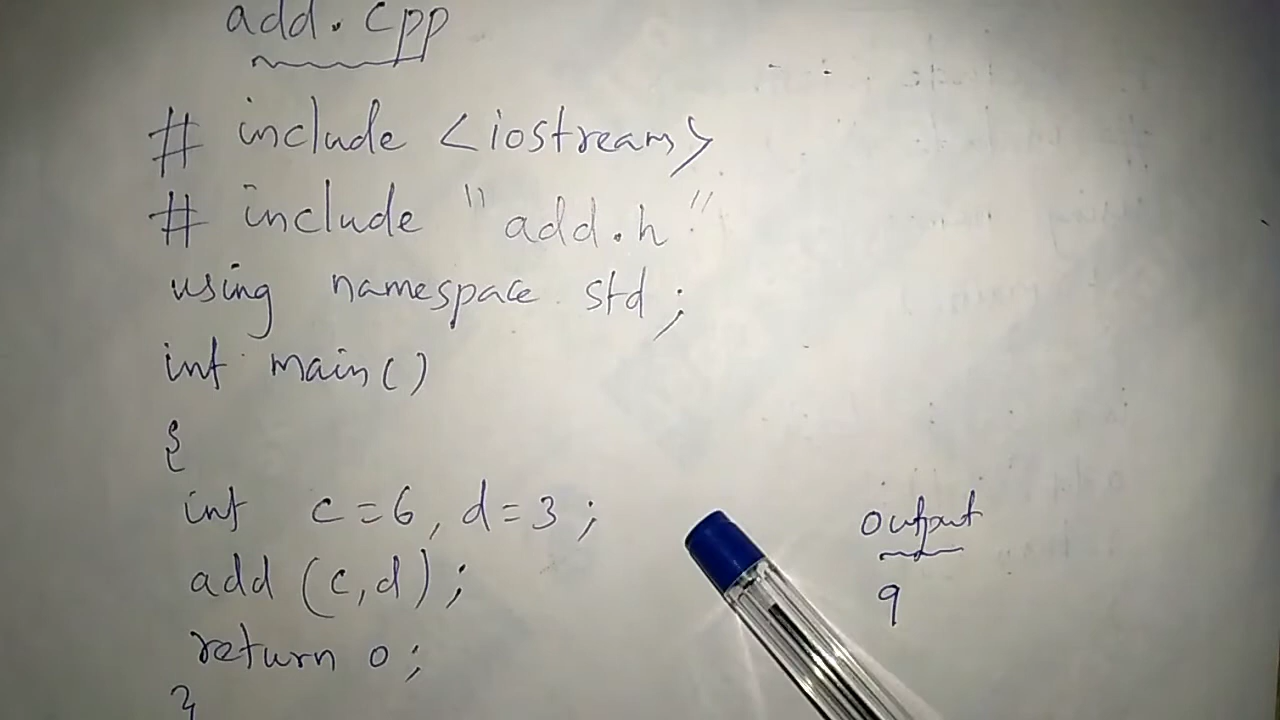 add.cpp
# include <iostream>
# include "add.h"
using namespace std;
int main()
{
int c=6, d=3;
add (c,d);
return 0;
}
output
9